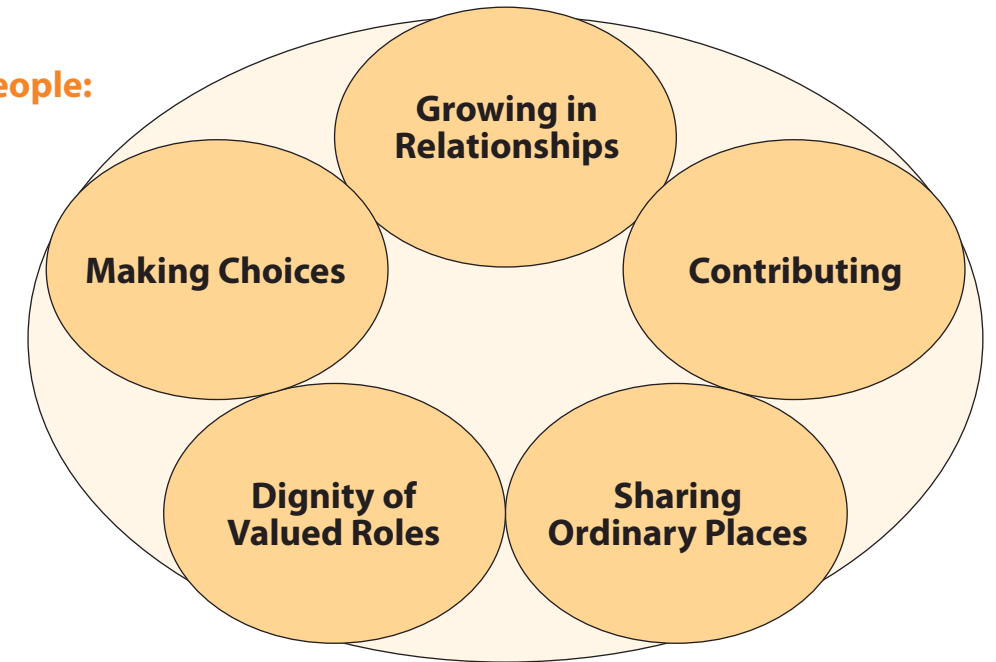 eople:
Growing in
Relationships
Making Choices
Contributing
Dignity of
Valued Roles
Sharing
Ordinary Places